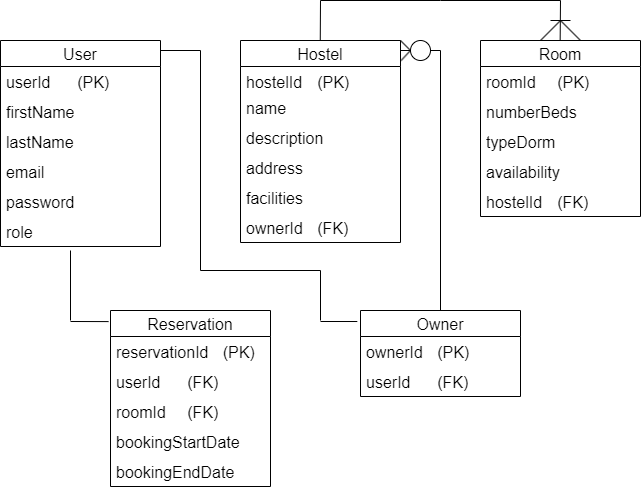 User
userId (PK)
firstName
lastName
email
password
role
Hostel
hostelId (PK)
name
description
address
facilities
ownerId (FK)
Room
roomId (PK)
numberBeds
typeDorm
availability
hostelId (FK)
Reservation
reservationId (PK)
userId (FK)
roomId (FK)
bookingStartDate
bookingEndDate
Owner
ownerId (PK)
userId (FK)